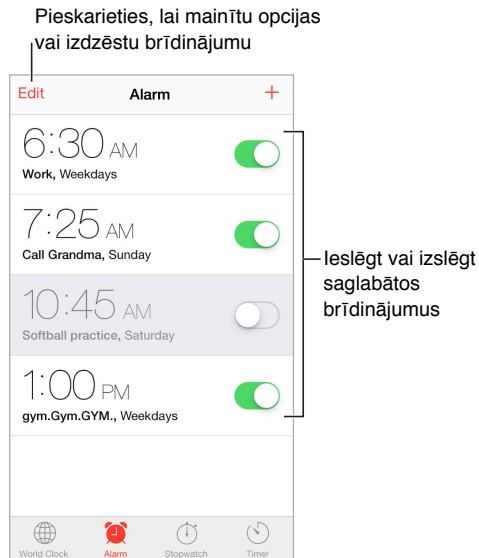 Pieskarieties, lai mainītu opcijas
vai izdzēstu brīdinājumu
Edit
Alarm
+
6:30 AM
Work, Weekdays
7:25 AM
Call Grandma, Sunday
10:45 AM
Softball practice, Saturday
1:00 PM
gym.Gym.GYM., Weekdays
Ieslēgt vai izslēgt
saglabātos
brīdinājumus
World Clock
Alarm
Stopwatch
Timer